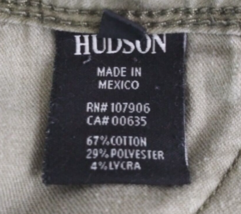 HUDSON
MADE IN
MEXICO
RN# 107906
CA# 00635
67% COTTON
29% POLYESTER
4% LYCRA